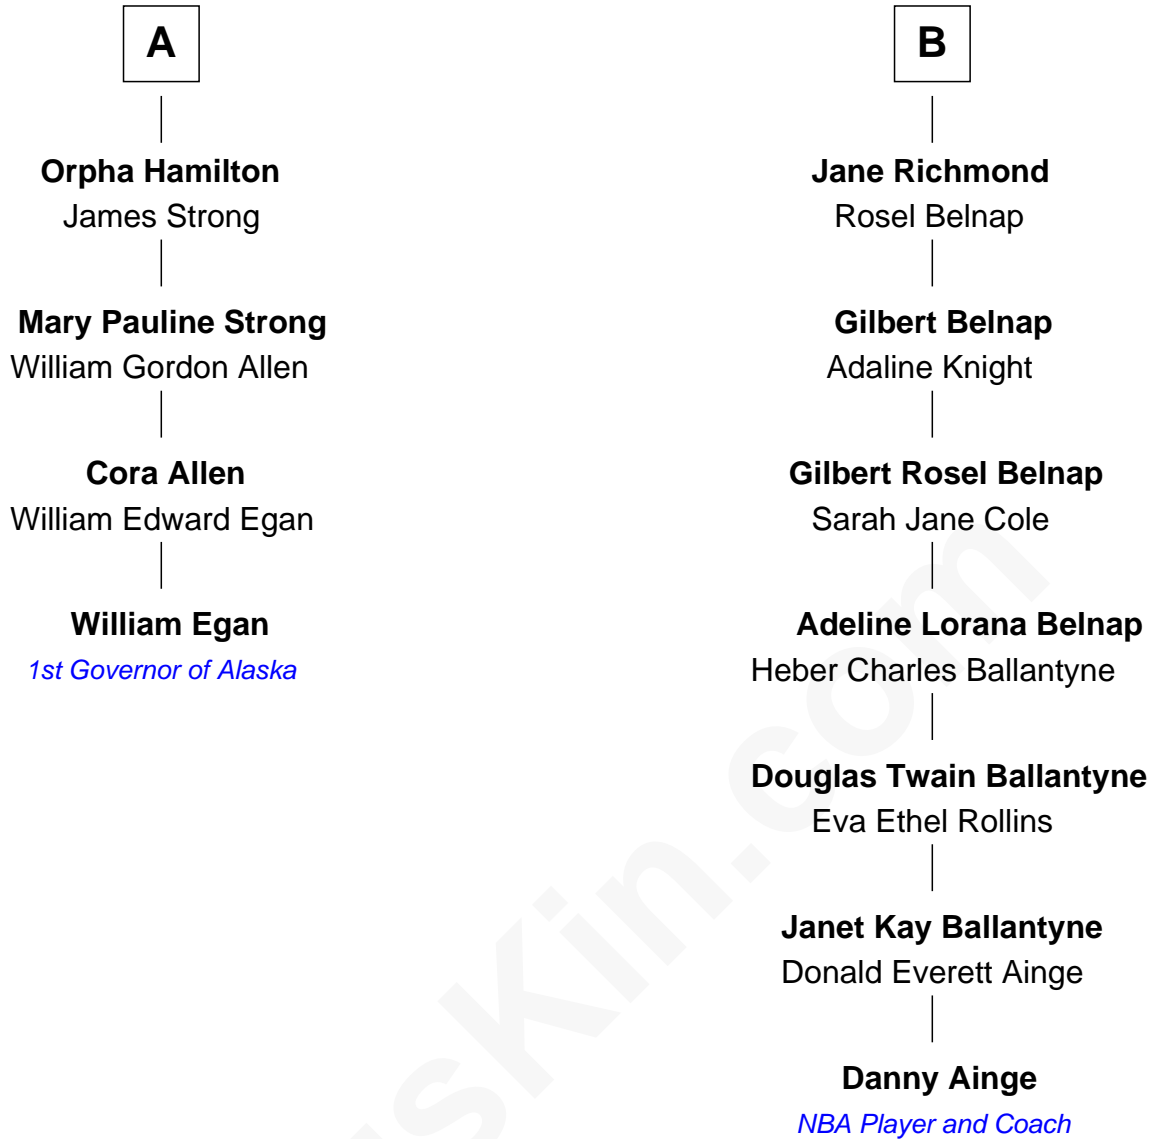 A
Orpha Hamilton
James Strong
Mary Pauline Strong
William Gordon Allen
Cora Allen
William Edward Egan
William Egan
1st Governor of Alaska
B
Jane Richmond
Rosel Belnap
Gilbert Belnap
Adaline Knight
Gilbert Rosel Belnap
Sarah Jane Cole
Adeline Lorana Belnap
Heber Charles Ballantyne
Douglas Twain Ballantyne
Eva Ethel Rollins
Janet Kay Ballantyne
Donald Everett Ainge
Danny Ainge
NBA Player and Coach
usKin.com